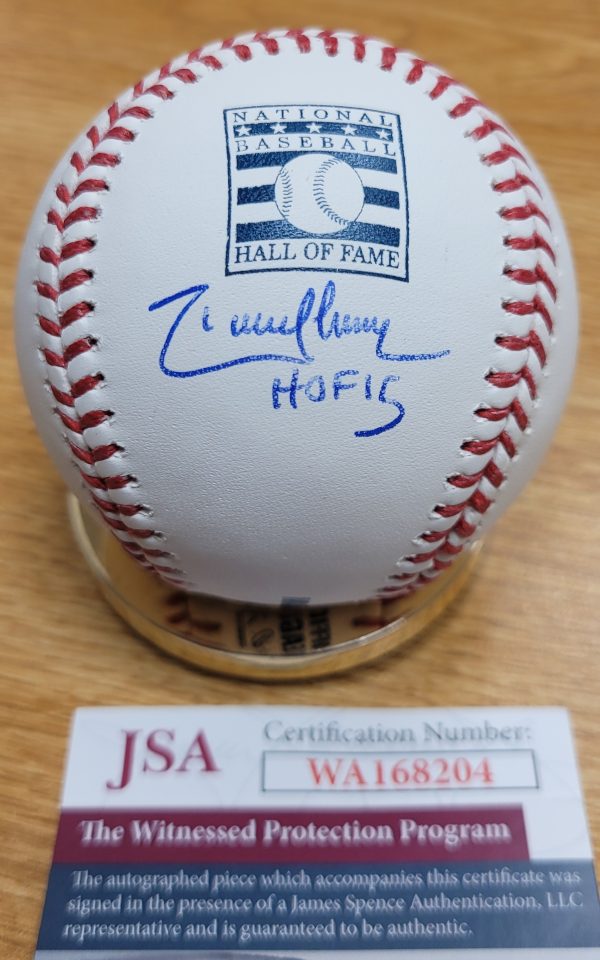 NATIONAL
BASEBALL
HALL OF FAME
Randy Johnson
HOF 15
JSA
Certification Number:
WA168204
The Witnessed Protection Program
The autographed piece which accompanies this certificate was
signed in the presence of a James Spence Authentication, LLC
representative and is guaranteed to be authentic.